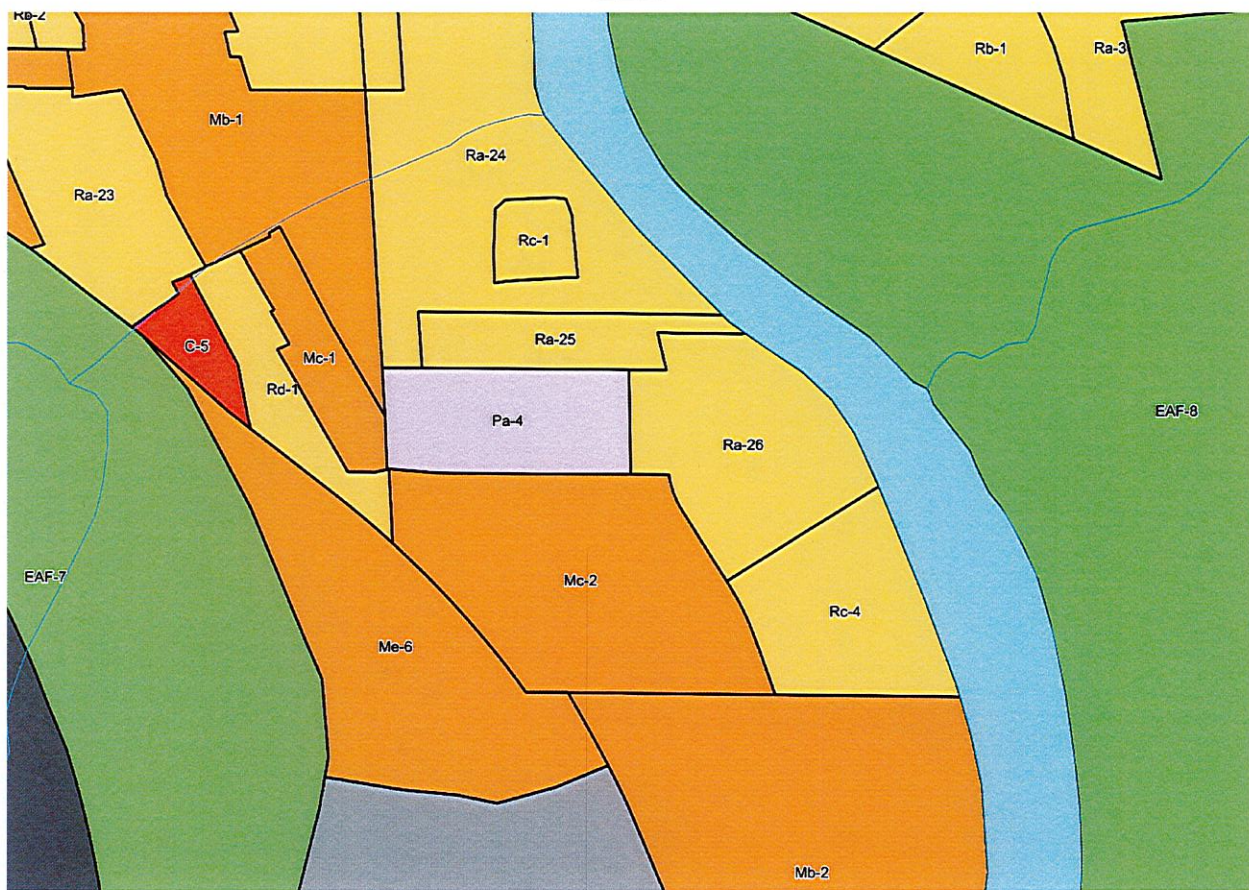 Rb-2
Rb-1
Ra-3
Mb-1
Ra-24
Ra-23
Rc-1
Ra-25
C-5
Mc-1
Rd-1
Pa-4
Ra-26
EAF-8
EAF-7
Mc-2
Rc-4
Me-6
Mb-2